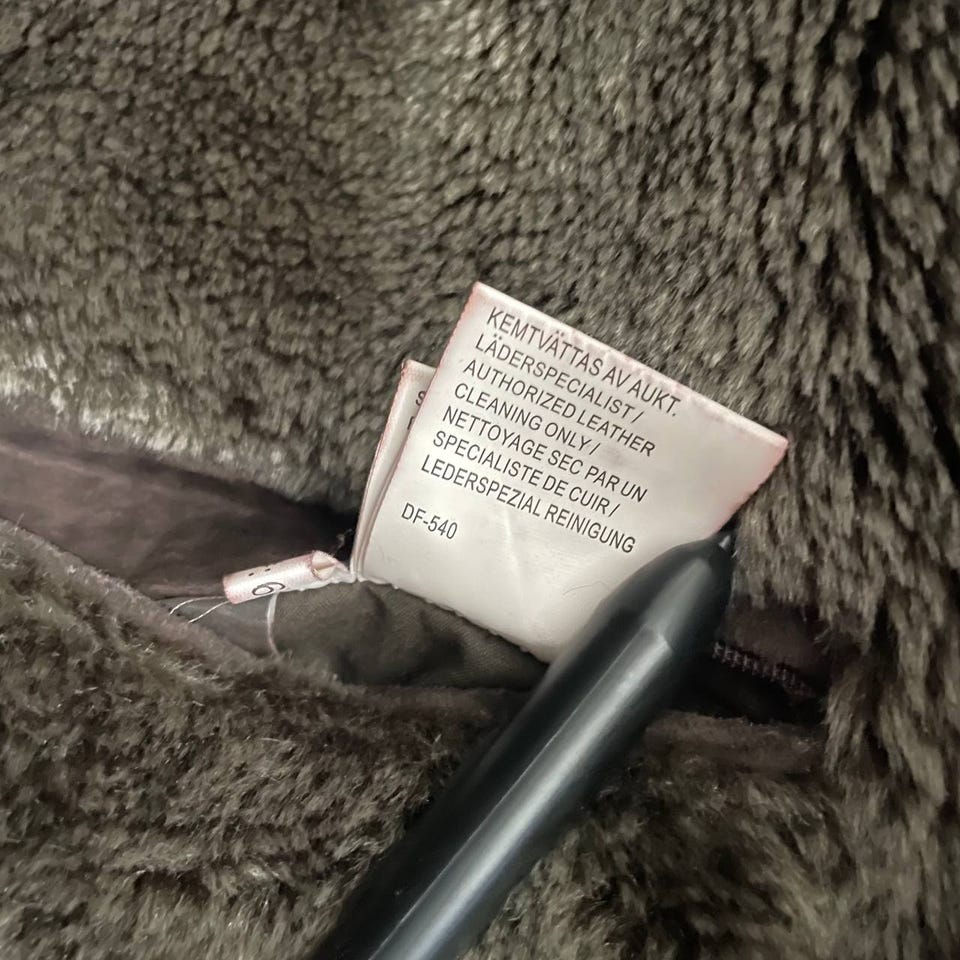 KEMTVÄTTAS AV AUKT.
LÄDERSPECIALIST /
AUTHORIZED LEATHER
CLEANING ONLY /
NETTOYAGE SEC PAR UN
SPECIALISTE DE CUIR /
LEDERSPEZIAL REINIGUNG
DF-540